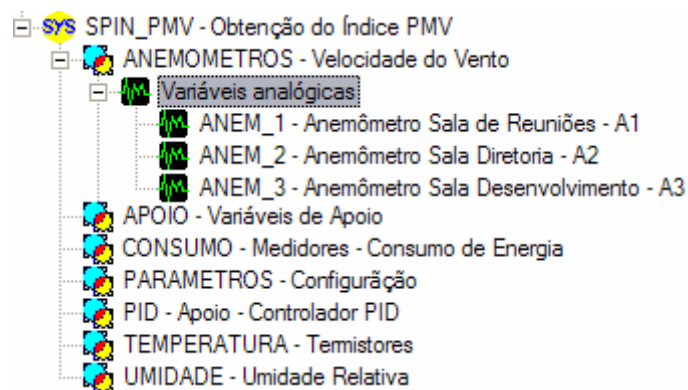 SYS SPIN_PMV - Obtenção do Índice PMV
ANEMOMETROS - Velocidade do Vento
Variáveis analógicas
ANEM_1 - Anemômetro Sala de Reuniões - A1
ANEM_2 - Anemômetro Sala Diretoria - A2
ANEM_3 - Anemômetro Sala Desenvolvimento - A3
APOIO - Variáveis de Apoio
CONSUMO - Medidores - Consumo de Energia
PARAMETROS - Configurãção
PID - Apoio - Controlador PID
TEMPERATURA - Termistores
UMIDADE - Umidade Relativa